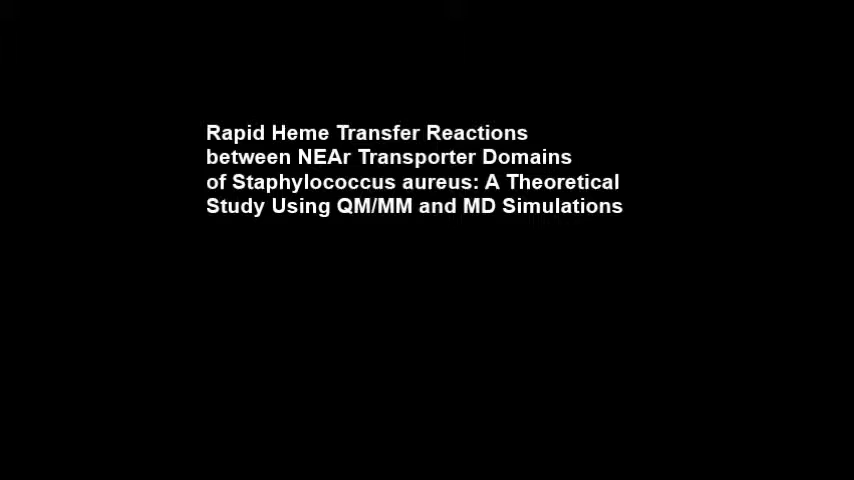 Rapid Heme Transfer Reactions
between NEAr Transporter Domains
of Staphylococcus aureus: A Theoretical
Study Using QM/MM and MD Simulations